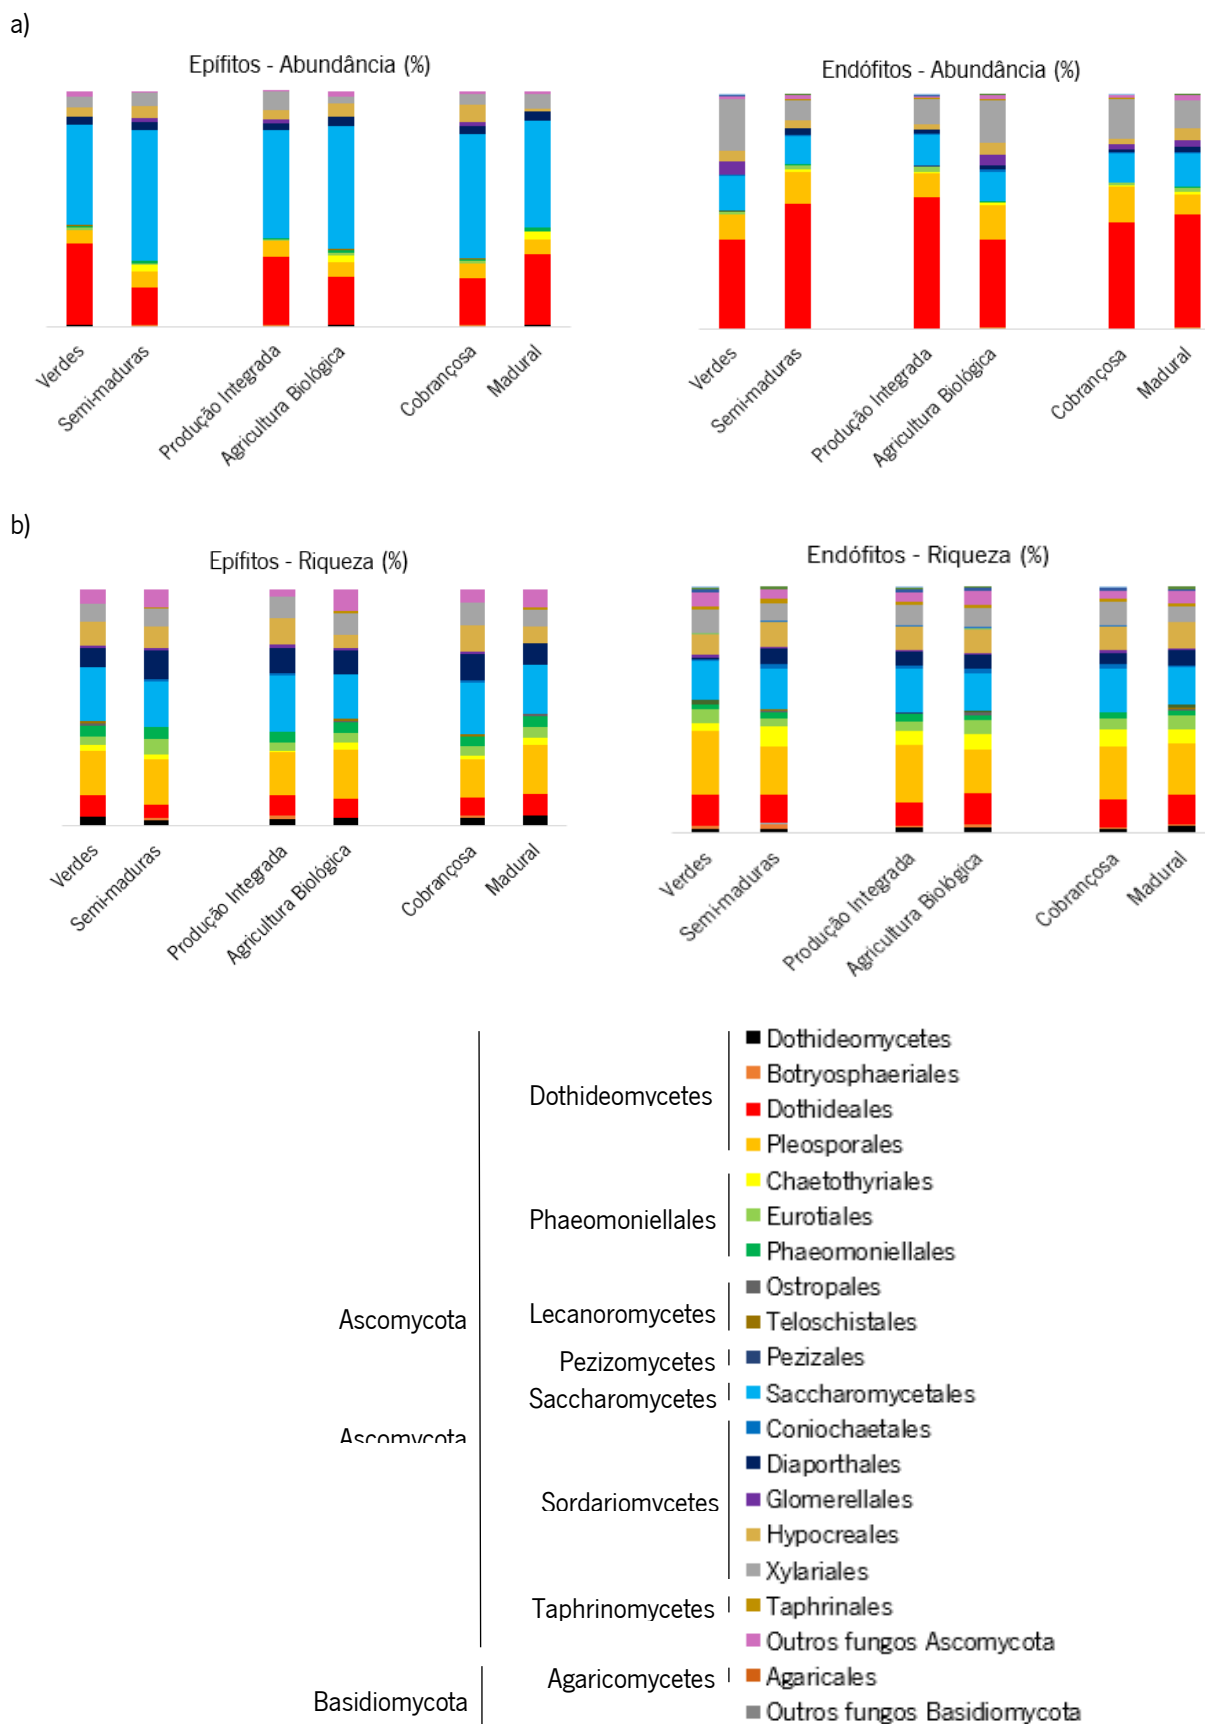 a)
Epífitos - Abundância (%)
Endófitos - Abundância (%)
Verdes
Semi-maduras
Produção Integrada
Agricultura Biológica
Cobrançosa
Madural
Verdes
Semi-maduras
Produção Integrada
Agricultura Biológica
Cobrançosa
Madural
b)
Epífitos - Riqueza (%)
Endófitos - Riqueza (%)
Verdes
Semi-maduras
Produção Integrada
Agricultura Biológica
Cobrançosa
Madural
Verdes
Semi-maduras
Produção Integrada
Agricultura Biológica
Cobrançosa
Madural
Ascomycota
Ascomycota
Basidiomycota
Dothideomycetes
Phaeomoniellales
Lecanoromycetes
Pezizomycetes
Saccharomycetes
Sordariomycetes
Taphrinomycetes
Agaricomycetes
Dothideomycetes
Botryosphaeriales
Dothideales
Pleosporales
Chaetothyriales
Eurotiales
Phaeomoniellales
Ostropales
Teloschistales
Pezizales
Saccharomycetales
Coniochaetales
Diaporthales
Glomerellales
Hypocreales
Xylariales
Taphrinales
Outros fungos Ascomycota
Agaricales
Outros fungos Basidiomycota